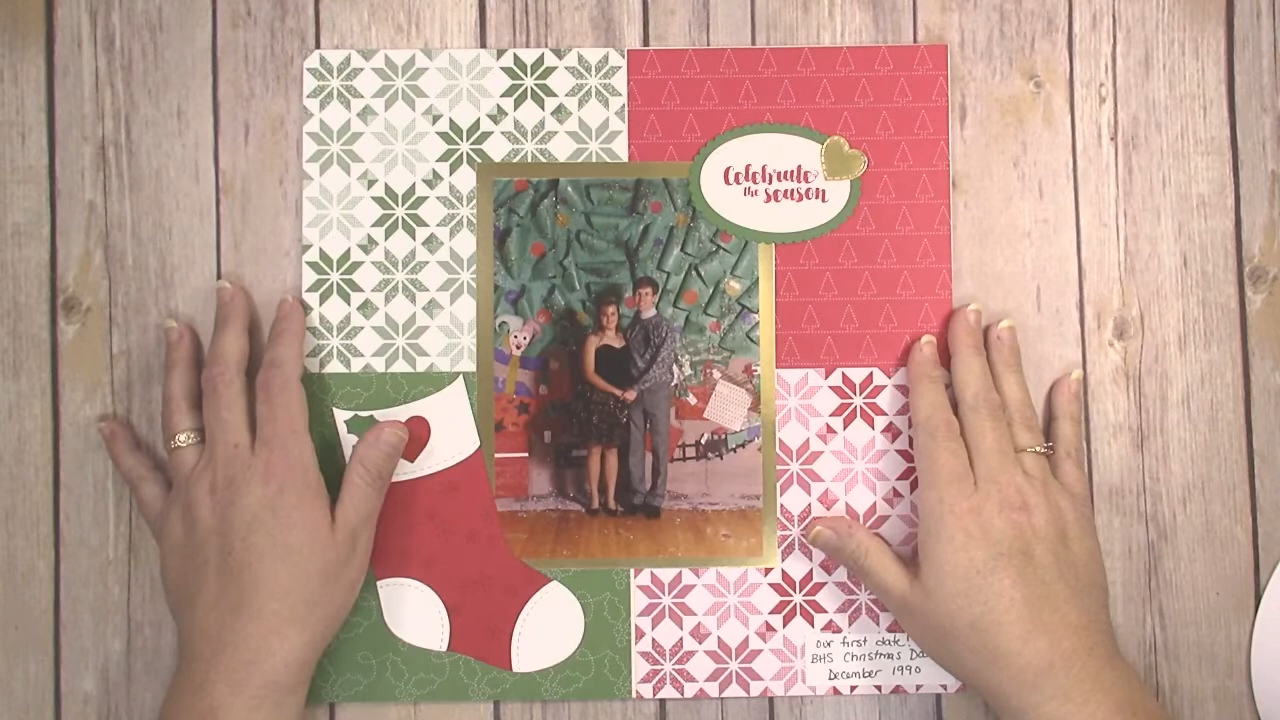 Celebrate
the season
our first date!
BHS Christmas Da
December 1990